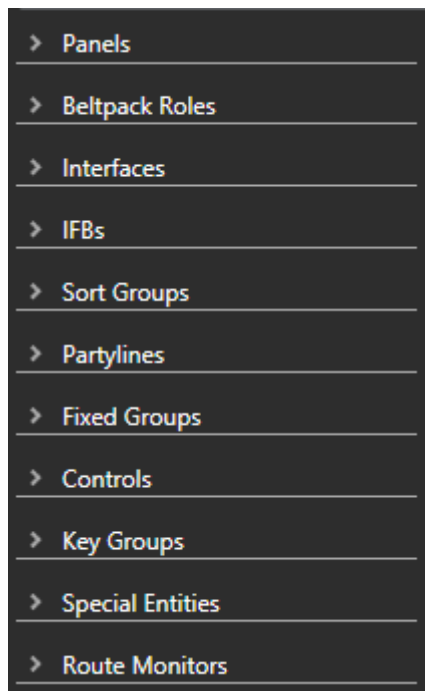 Panels
Beltpack Roles
Interfaces
IFBs
Sort Groups
Partylines
Fixed Groups
Controls
Key Groups
Special Entities
Route Monitors